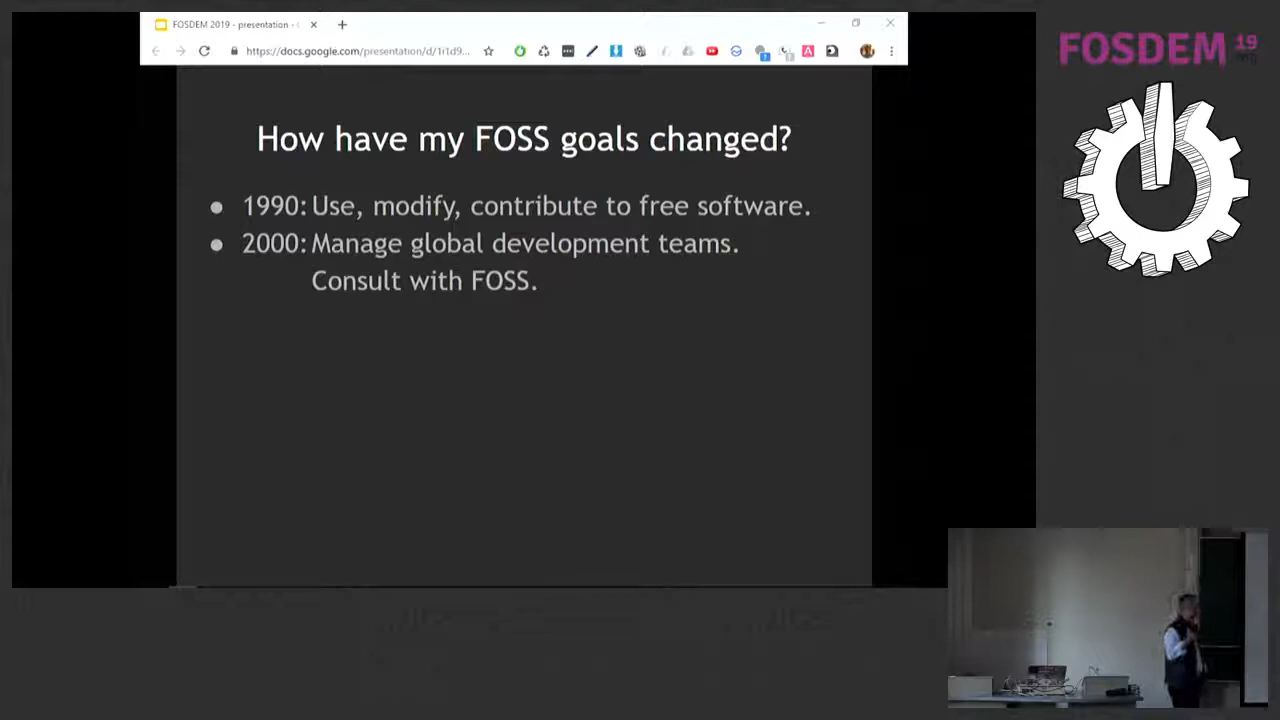 FOSDEM 2019 - presentation -
https://docs.google.com/presentation/d/1i1d9...
FOSDEM 19
How have my FOSS goals changed?
● 1990: Use, modify, contribute to free software.
● 2000: Manage global development teams.
Consult with FOSS.